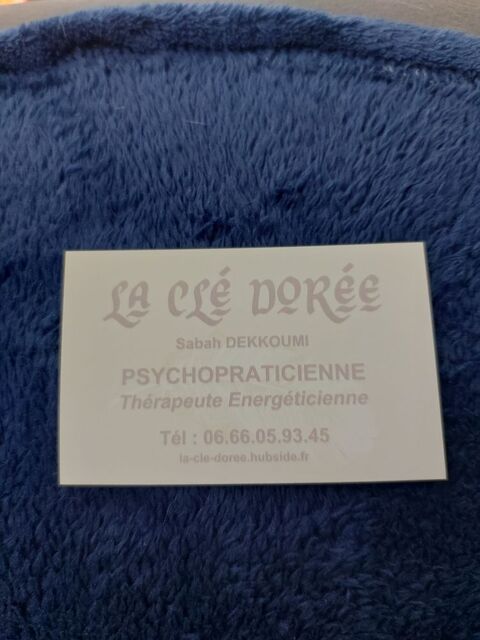 La Clé Dorée
Sabah DEKKOUMI
PSYCHOPRATICIENNE
Thérapeute Energéticienne
Tél : 06.66.05.93.45
la-cle-doree.hubside.fr